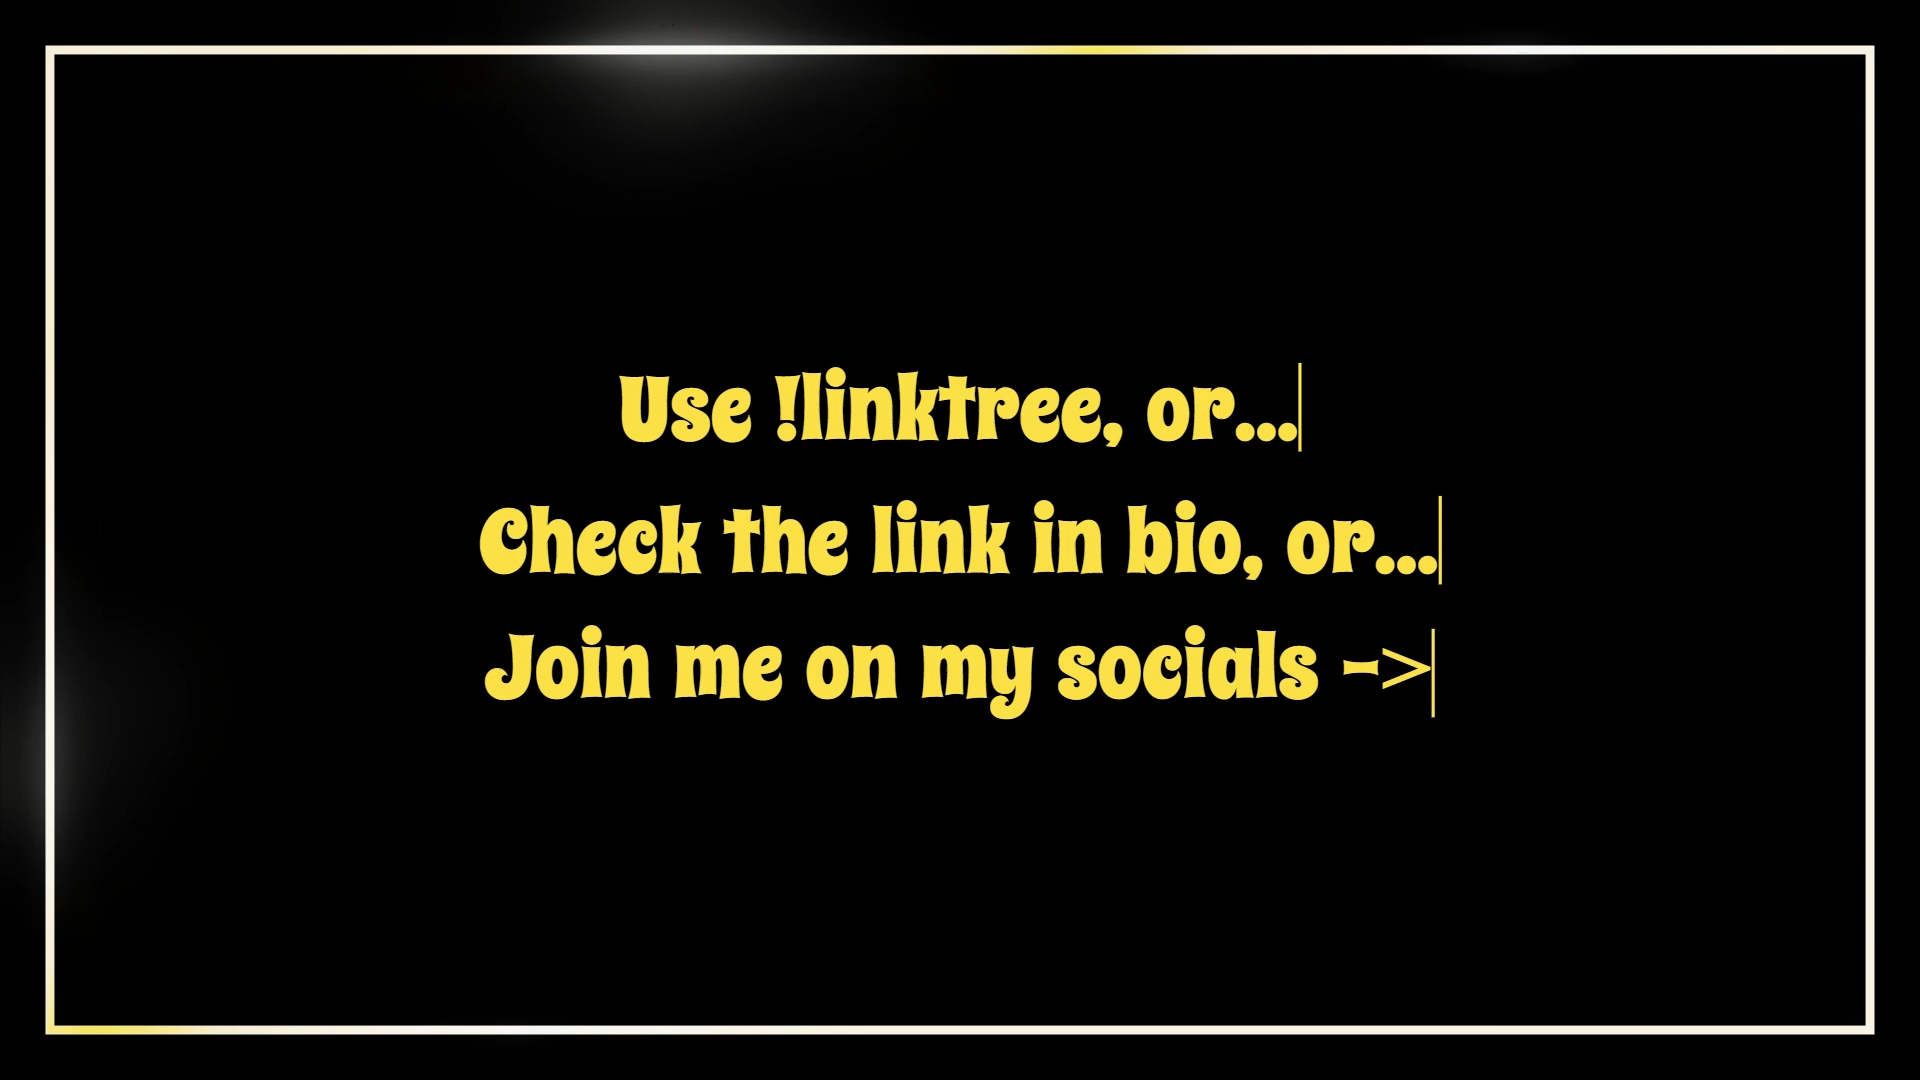 Use !linktree, or...
Check the link in bio, or...
Join me on my socials ->